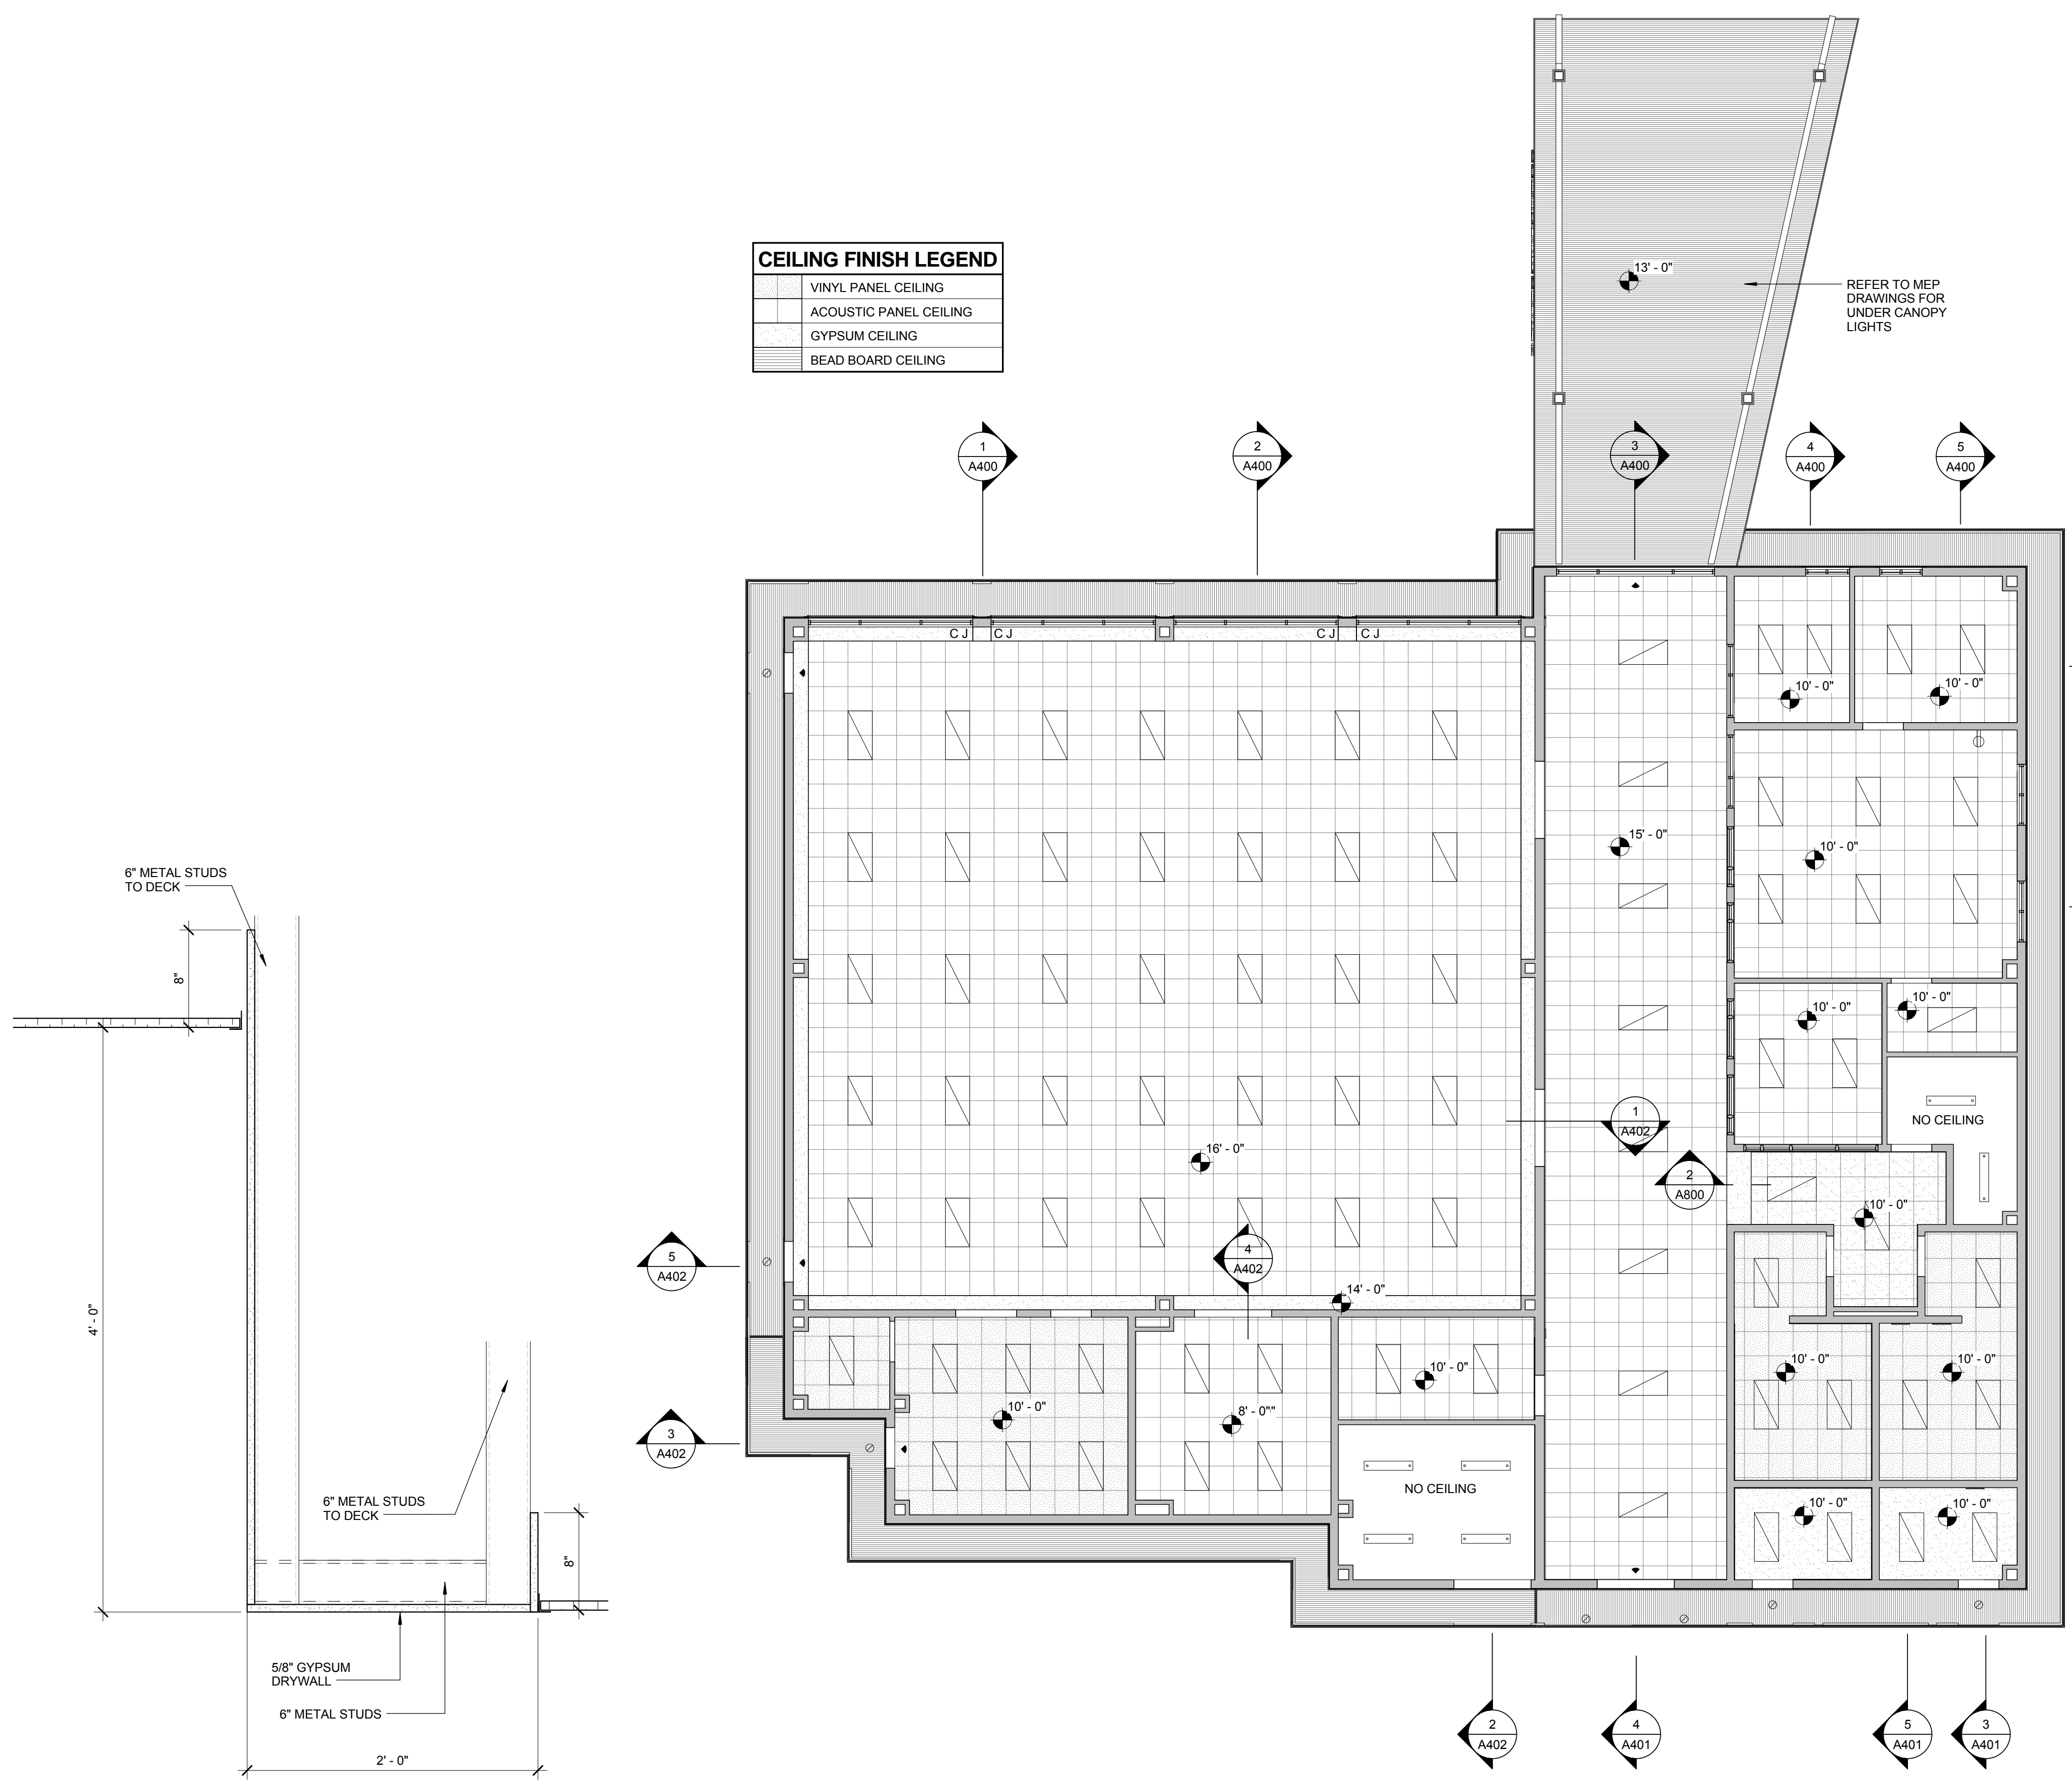 CEILING FINISH LEGEND
VINYL PANEL CEILING
ACOUSTIC PANEL CEILING
GYPSUM CEILING
BEAD BOARD CEILING
13' - 0"
REFER TO MEP
DRAWINGS FOR
UNDER CANOPY
LIGHTS
1
A400
2
A400
3
A400
4
A400
5
A400
C J
C J
C J
C J
10' - 0"
10' - 0"
15' - 0"
10' - 0"
6" METAL STUDS
TO DECK
8"
10' - 0"
10' - 0"
1
A402
NO CEILING
16' - 0"
2
A800
10' - 0"
5
A402
4
A402
14' - 0"
4' - 0"
10' - 0"
10' - 0"
10' - 0"
10' - 0"
8' - 0""
3
A402
NO CEILING
10' - 0"
10' - 0"
6" METAL STUDS
TO DECK
8"
5/8" GYPSUM
DRYWALL
6" METAL STUDS
2' - 0"
2
A402
4
A401
5
A401
3
A401